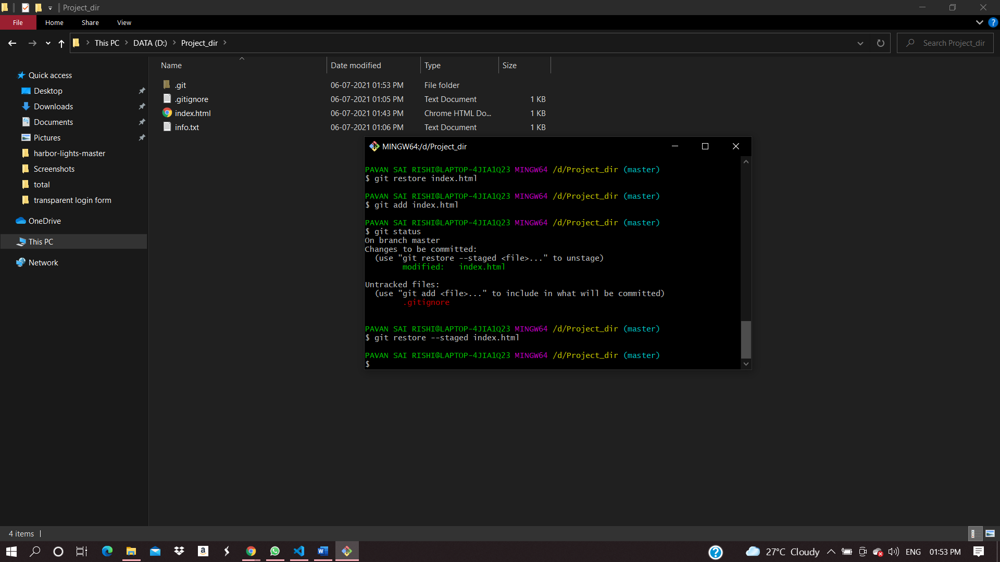 Project_dir
File Home Share View
This PC DATA (D:) Project_dir
Search Project_dir
Name Date modified Type Size
Quick access
Desktop
Downloads
Documents
Pictures
harbor-lights-master
Screenshots
total
transparent login form
OneDrive
This PC
Network
.git 06-07-2021 01:53 PM File folder
.gitignore 06-07-2021 01:05 PM Text Document 1 KB
index.html 06-07-2021 01:43 PM Chrome HTML Do... 1 KB
info.txt 06-07-2021 01:06 PM Text Document 1 KB
MINGW64:/d/Project_dir
PAVAN SAI RISHI@LAPTOP-4JIA1Q23 MINGW64 /d/Project_dir (master)
$ git restore index.html
PAVAN SAI RISHI@LAPTOP-4JIA1Q23 MINGW64 /d/Project_dir (master)
$ git add index.html
PAVAN SAI RISHI@LAPTOP-4JIA1Q23 MINGW64 /d/Project_dir (master)
$ git status
On branch master
Changes to be committed:
(use "git restore --staged <file>..." to unstage)
modified: index.html
Untracked files:
(use "git add <file>..." to include in what will be committed)
.gitignore
PAVAN SAI RISHI@LAPTOP-4JIA1Q23 MINGW64 /d/Project_dir (master)
$ git restore --staged index.html
PAVAN SAI RISHI@LAPTOP-4JIA1Q23 MINGW64 /d/Project_dir (master)
$
4 items
27°C Cloudy ENG 01:53 PM